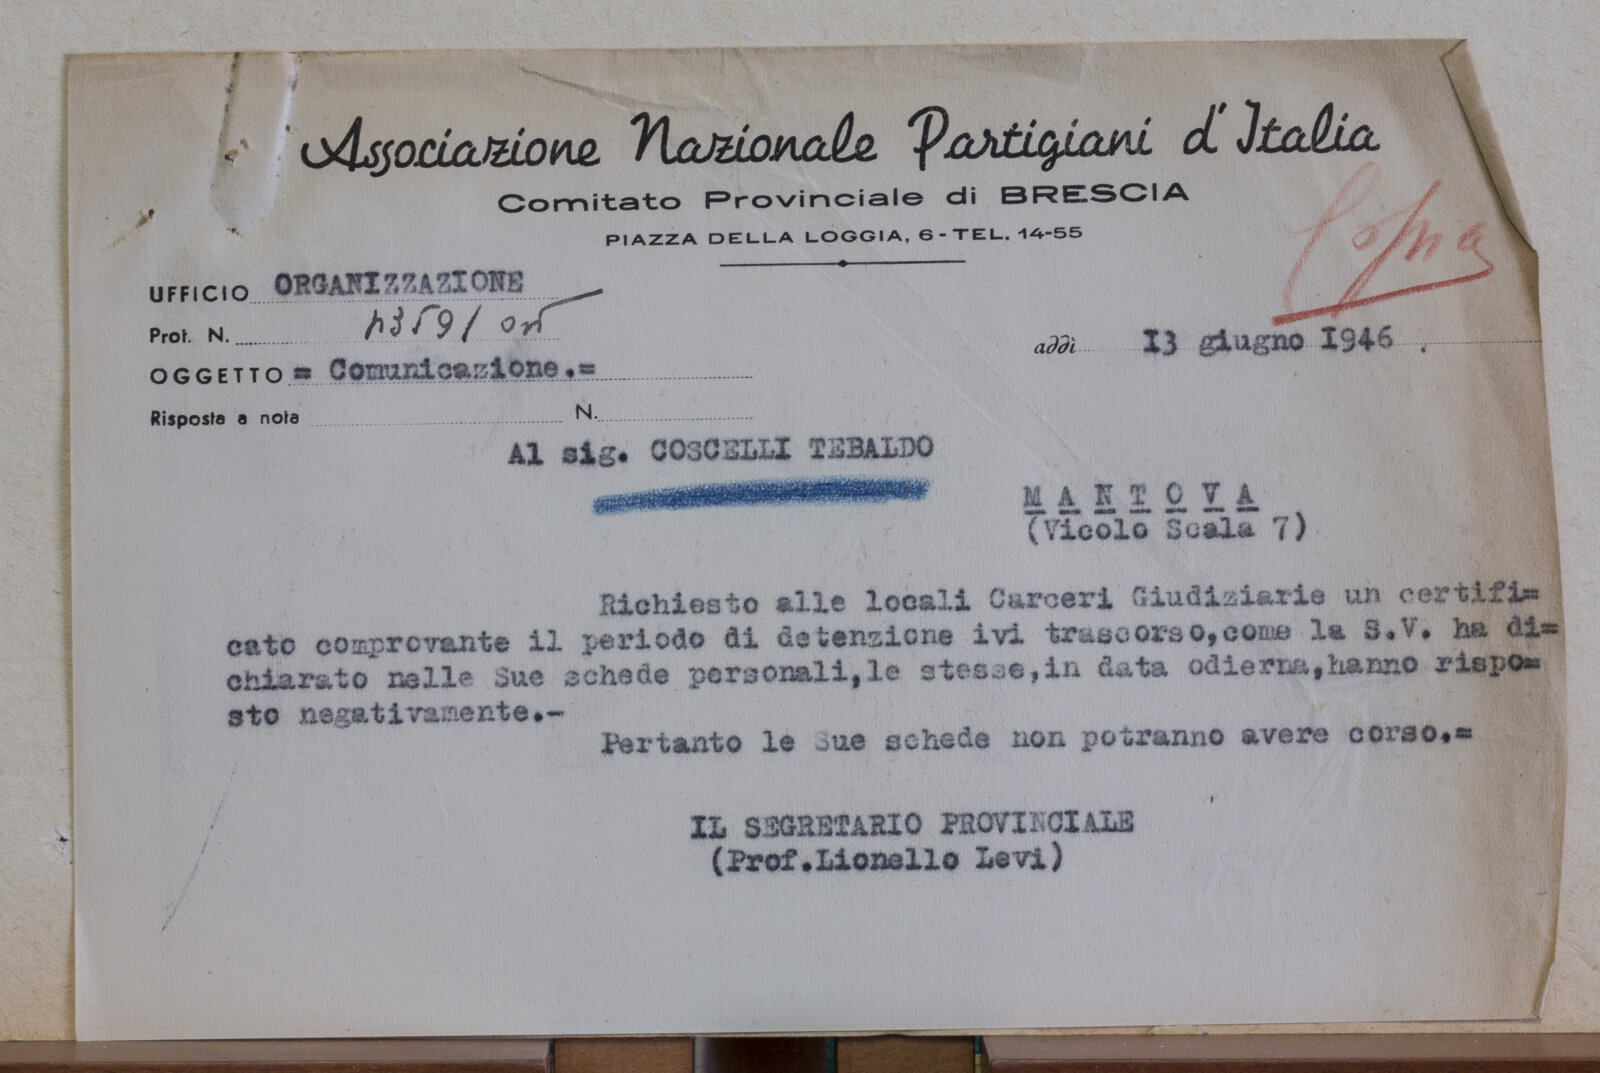 Associazione Nazionale Partigiani d'Italia
Comitato Provinciale di BRESCIA
PIAZZA DELLA LOGGIA, 6 - TEL. 14-55
Copia
UFFICIO ORGANIZZAZIONE
Prot. N.
addì 13 giugno 1946 .
OGGETTO = Comunicazione.=
Risposta a nota N.
Al sig. COSCELLI TEBALDO
MANTOVA
(Vicolo Scala 7)
Richiesto alle locali Carceri Giudiziarie un certifi=
cato comprovante il periodo di detenzione ivi trascorso,come la S.V. ha di=
chiarato nelle Sue schede personali,le stesse,in data odierna,hanno rispo=
sto negativamente.-
Pertanto le Sue schede non potranno avere corso.=
IL SEGRETARIO PROVINCIALE
(Prof.Lionello Levi)